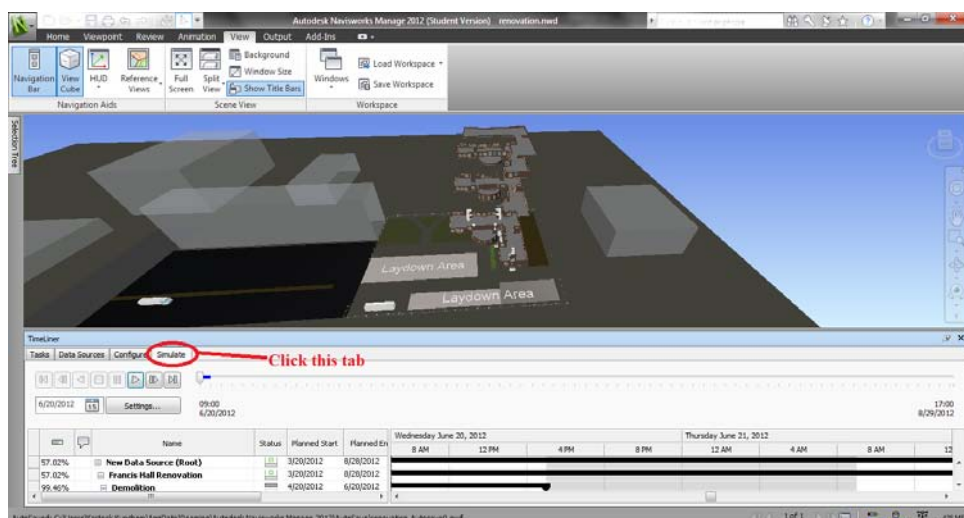 Autodesk Navisworks Manage 2012 (Student Version) renovation.nwd
Home Viewpoint Review Animation View Output Add-Ins
Navigation Bar
View Cube
HUD
Reference Views
Full Screen
Split View
Background
Window Size
Show Title Bars
Windows
Load Workspace
Save Workspace
Navigation Aids
Scene View
Workspace
Selection Tree
Laydown Area
Laydown Area
TimeLiner
Tasks Data Sources Configure Simulate
Click this tab
6/20/2012
15
Settings...
09:00
6/20/2012
17:00
8/29/2012
Name Status Planned Start Planned En
Wednesday June 20, 2012 Thursday June 21, 2012
8 AM 12 PM 4 PM 8 PM 12 AM 4 AM 8 AM 12
57.02% New Data Source (Root) 3/20/2012 8/28/2012
57.02% Francis Hall Renovation 3/20/2012 8/28/2012
99.46% Demolition 4/20/2012 6/20/2012
1 of 1